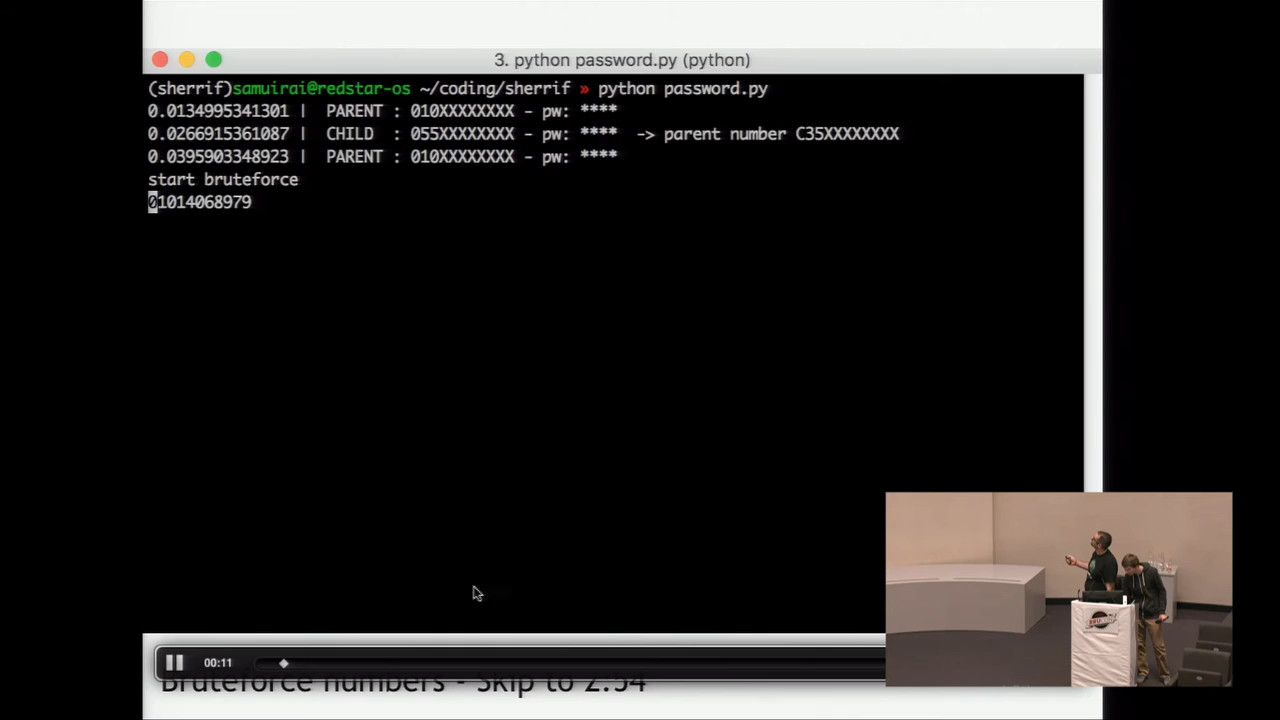 3. python password.py (python)
(sherrif)samuirai@redstar-os ~/coding/sherrif » python password.py
0.0134995341301 | PARENT : 010XXXXXXXX - pw: ****
0.0266915361087 | CHILD : 055XXXXXXXX - pw: **** -> parent number C35XXXXXXXX
0.0395903348923 | PARENT : 010XXXXXXXX - pw: ****
start bruteforce
01014068979
00:11
Bruteforce numbers - Skip to 2:54